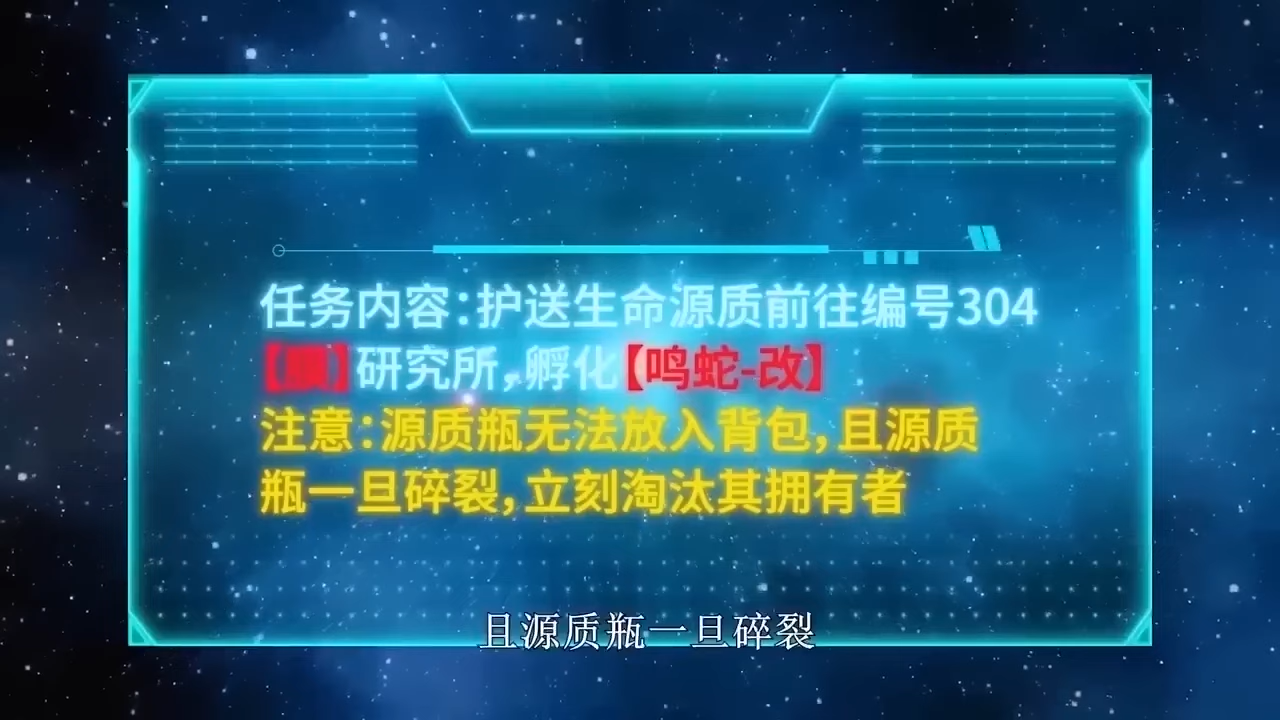 任务内容：护送生命源质前往编号304
【】研究所，孵化【鸣蛇-改】
注意：源质瓶无法放入背包，且源质
瓶一旦碎裂，立刻淘汰其拥有者
且源质瓶一旦碎裂